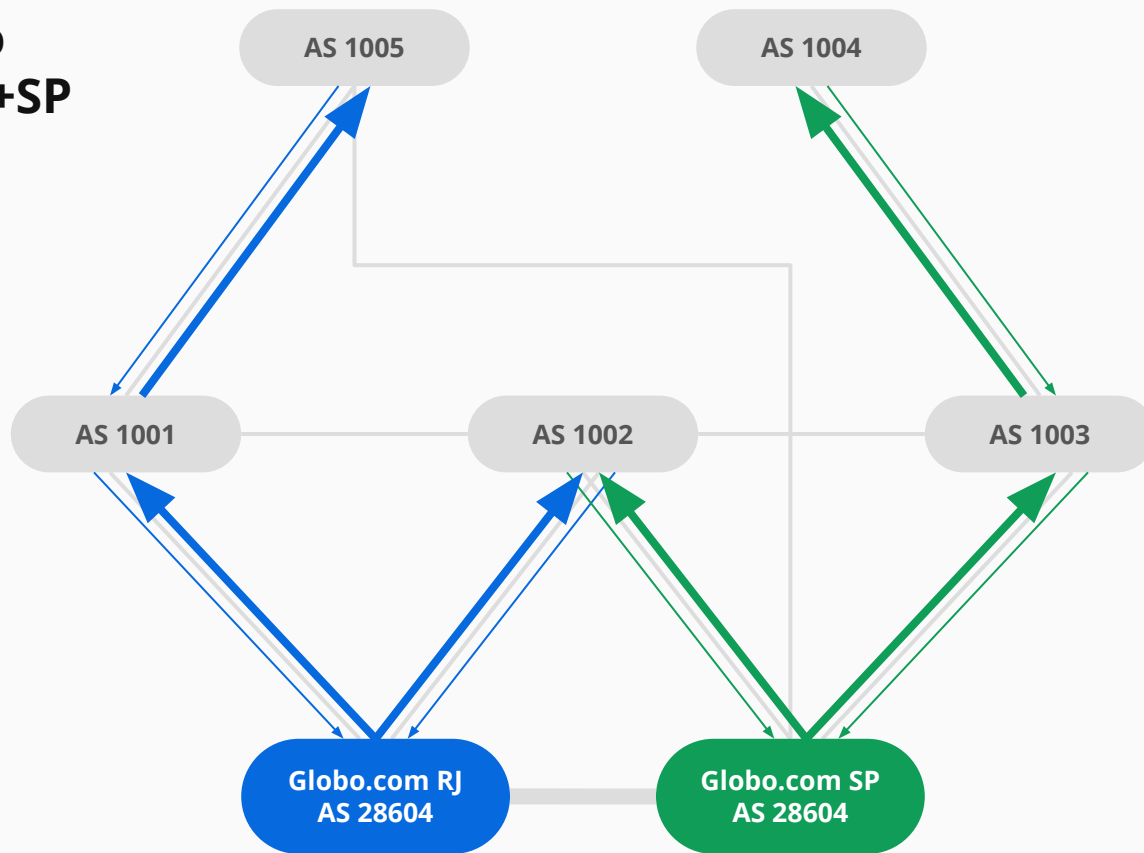 +SP
AS 1005
AS 1004
AS 1001
AS 1002
AS 1003
Globo.com RJ
AS 28604
Globo.com SP
AS 28604